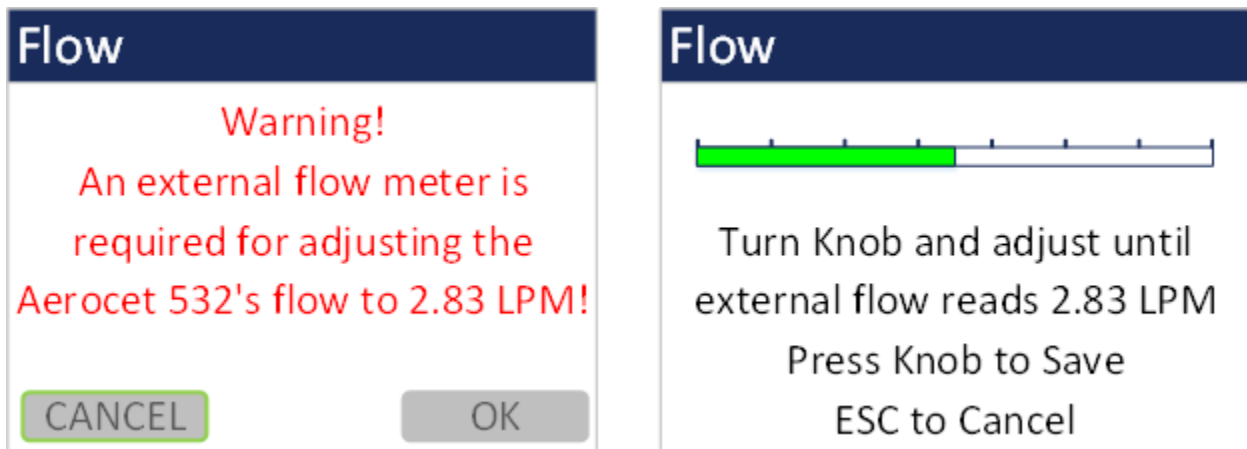 Flow
Warning!
An external flow meter is
required for adjusting the
Aerocet 532's flow to 2.83 LPM!
CANCEL
OK
Flow
Turn Knob and adjust until
external flow reads 2.83 LPM
Press Knob to Save
ESC to Cancel